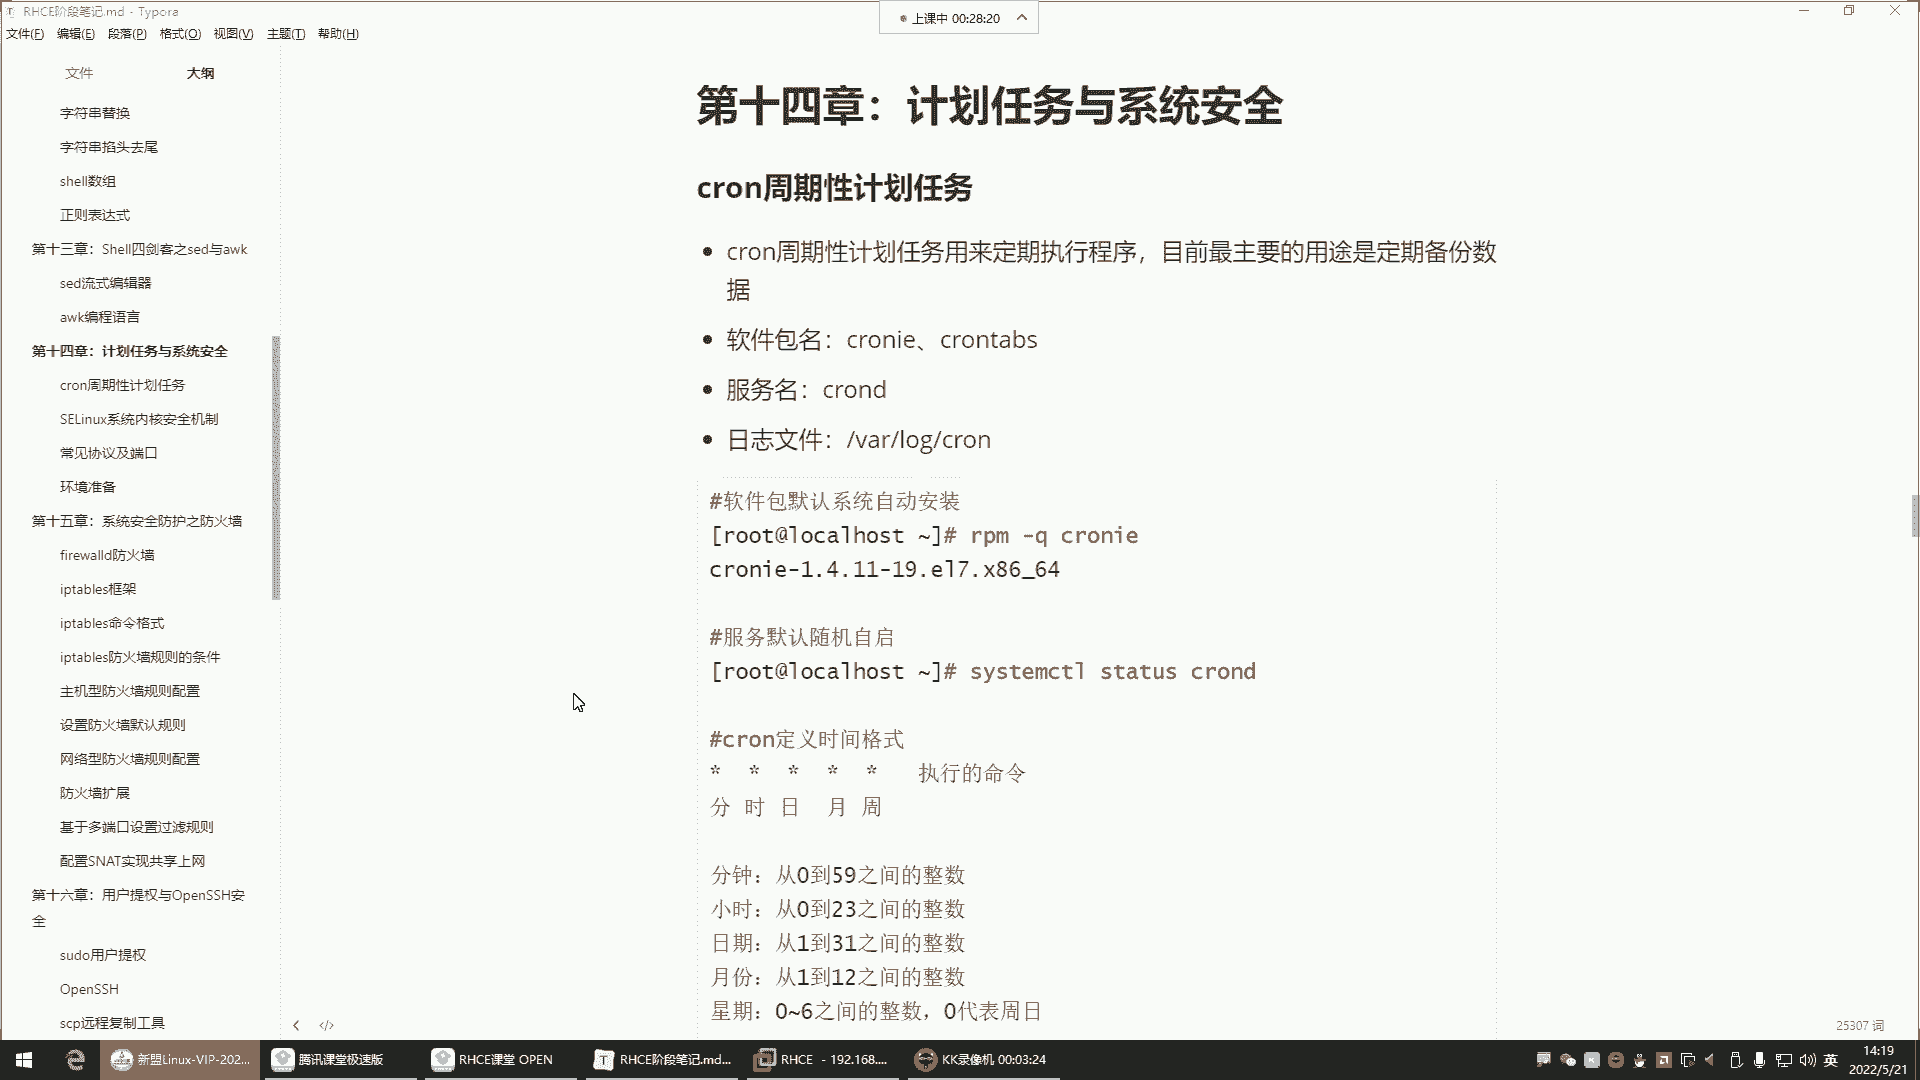 RHCE阶段笔记.md - Typora
上课中 00:28:20
文件(F) 编辑(E) 段落(P) 格式(O) 视图(V) 主题(T) 帮助(H)
文件 大纲
字符串替换
字符串掐头去尾
shell数组
正则表达式
第十三章：Shell四剑客之sed与awk
sed流式编辑器
awk编程语言
第十四章：计划任务与系统安全
cron周期性计划任务
SELinux系统内核安全机制
常见协议及端口
环境准备
第十五章：系统安全防护之防火墙
firewalld防火墙
iptables框架
iptables命令格式
iptables防火墙规则的条件
主机型防火墙规则配置
设置防火墙默认规则
网络型防火墙规则配置
防火墙扩展
基于多端口设置过滤规则
配置SNAT实现共享上网
第十六章：用户提权与OpenSSH安
全
sudo用户提权
OpenSSH
scp远程复制工具
第十四章：计划任务与系统安全
cron周期性计划任务
• cron周期性计划任务用来定期执行程序，目前最主要的用途是定期备份数
据
• 软件包名：cronie、crontabs
• 服务名：crond
• 日志文件：/var/log/cron
#软件包默认系统自动安装
[root@localhost ~]# rpm -q cronie
cronie-1.4.11-19.el7.x86_64
#服务默认随机自启
[root@localhost ~]# systemctl status crond
#cron定义时间格式
* * * * * 执行的命令
分 时 日 月 周
分钟：从0到59之间的整数
小时：从0到23之间的整数
日期：从1到31之间的整数
月份：从1到12之间的整数
星期：0~6之间的整数，0代表周日
25307 词
新盟Linux-VIP-202... 腾讯课堂极速版 RHCE课堂 OPEN RHCE阶段笔记.md... RHCE - 192.168.... KK录像机 00:03:24
英
14:19
2022/5/21